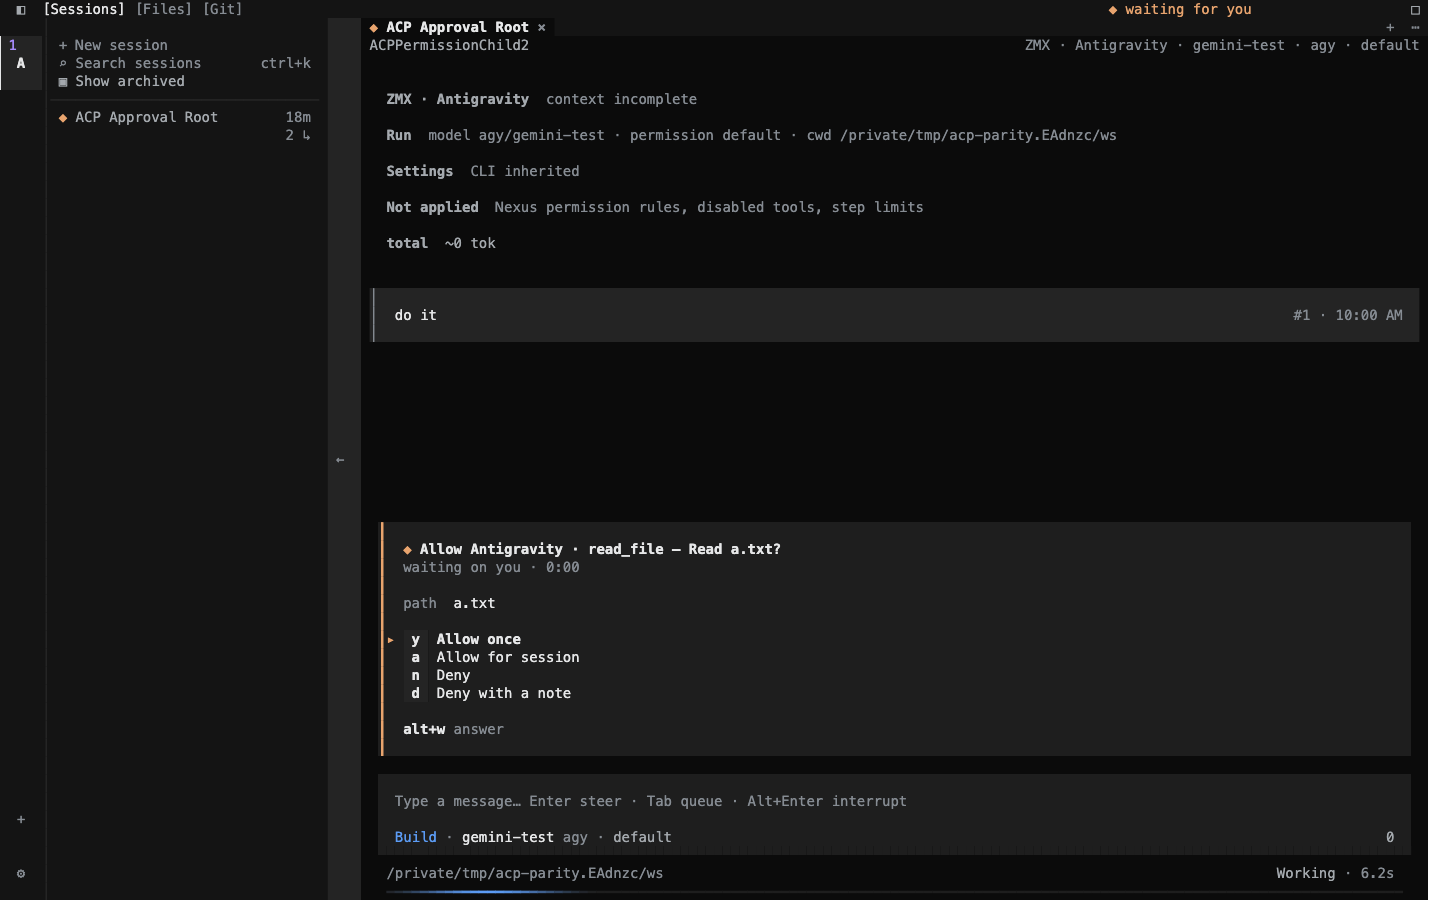 [Sessions] [Files] [Git]
◆ waiting for you
1
A
+ New session
⌕ Search sessions ctrl+k
▣ Show archived
◆ ACP Approval Root 18m
2 ↳
+
⚙
←
◆ ACP Approval Root ×
+ ⋯
ACPPermissionChild2
ZMX · Antigravity · gemini-test · agy · default
ZMX · Antigravity context incomplete
Run model agy/gemini-test · permission default · cwd /private/tmp/acp-parity.EAdnzc/ws
Settings CLI inherited
Not applied Nexus permission rules, disabled tools, step limits
total ~0 tok
do it #1 · 10:00 AM
◆ Allow Antigravity · read_file — Read a.txt?
waiting on you · 0:00
path a.txt
▸ y Allow once
a Allow for session
n Deny
d Deny with a note
alt+w answer
Type a message… Enter steer · Tab queue · Alt+Enter interrupt
Build · gemini-test agy · default 0
/private/tmp/acp-parity.EAdnzc/ws Working · 6.2s